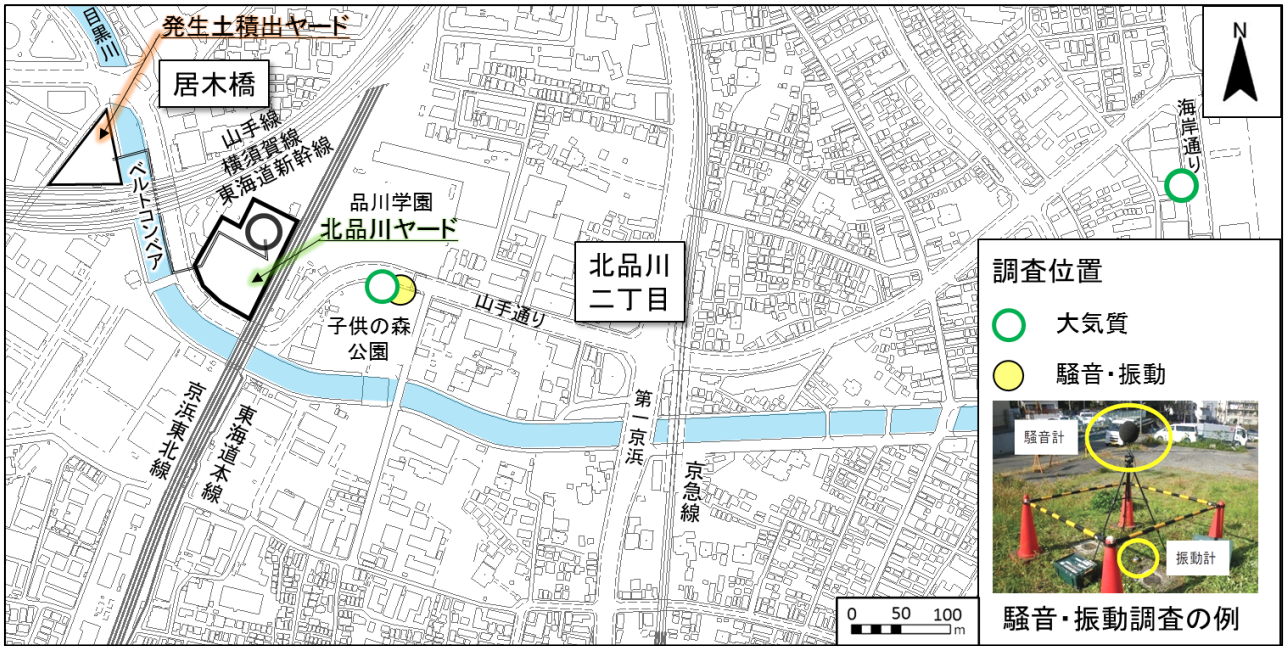 目黒川
発生土積出ヤード
居木橋
N
山手線
横須賀線
東海道新幹線
海岸通り
ベルトコンベア
品川学園
北品川ヤード
北品川
二丁目
山手通り
子供の森
公園
京浜東北線
東海道本線
第一京浜
京急線
調査位置
大気質
騒音・振動
騒音計
振動計
騒音・振動調査の例
0 50 100
m